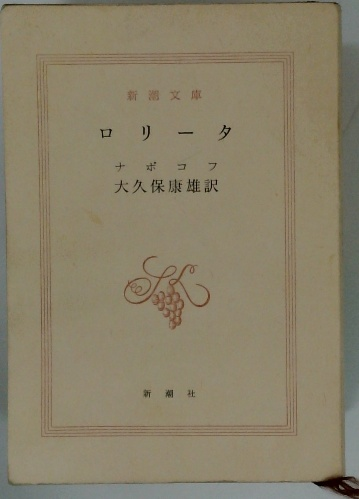 新潮文庫
ロリータ
ナボコフ
大久保康雄訳
新潮社